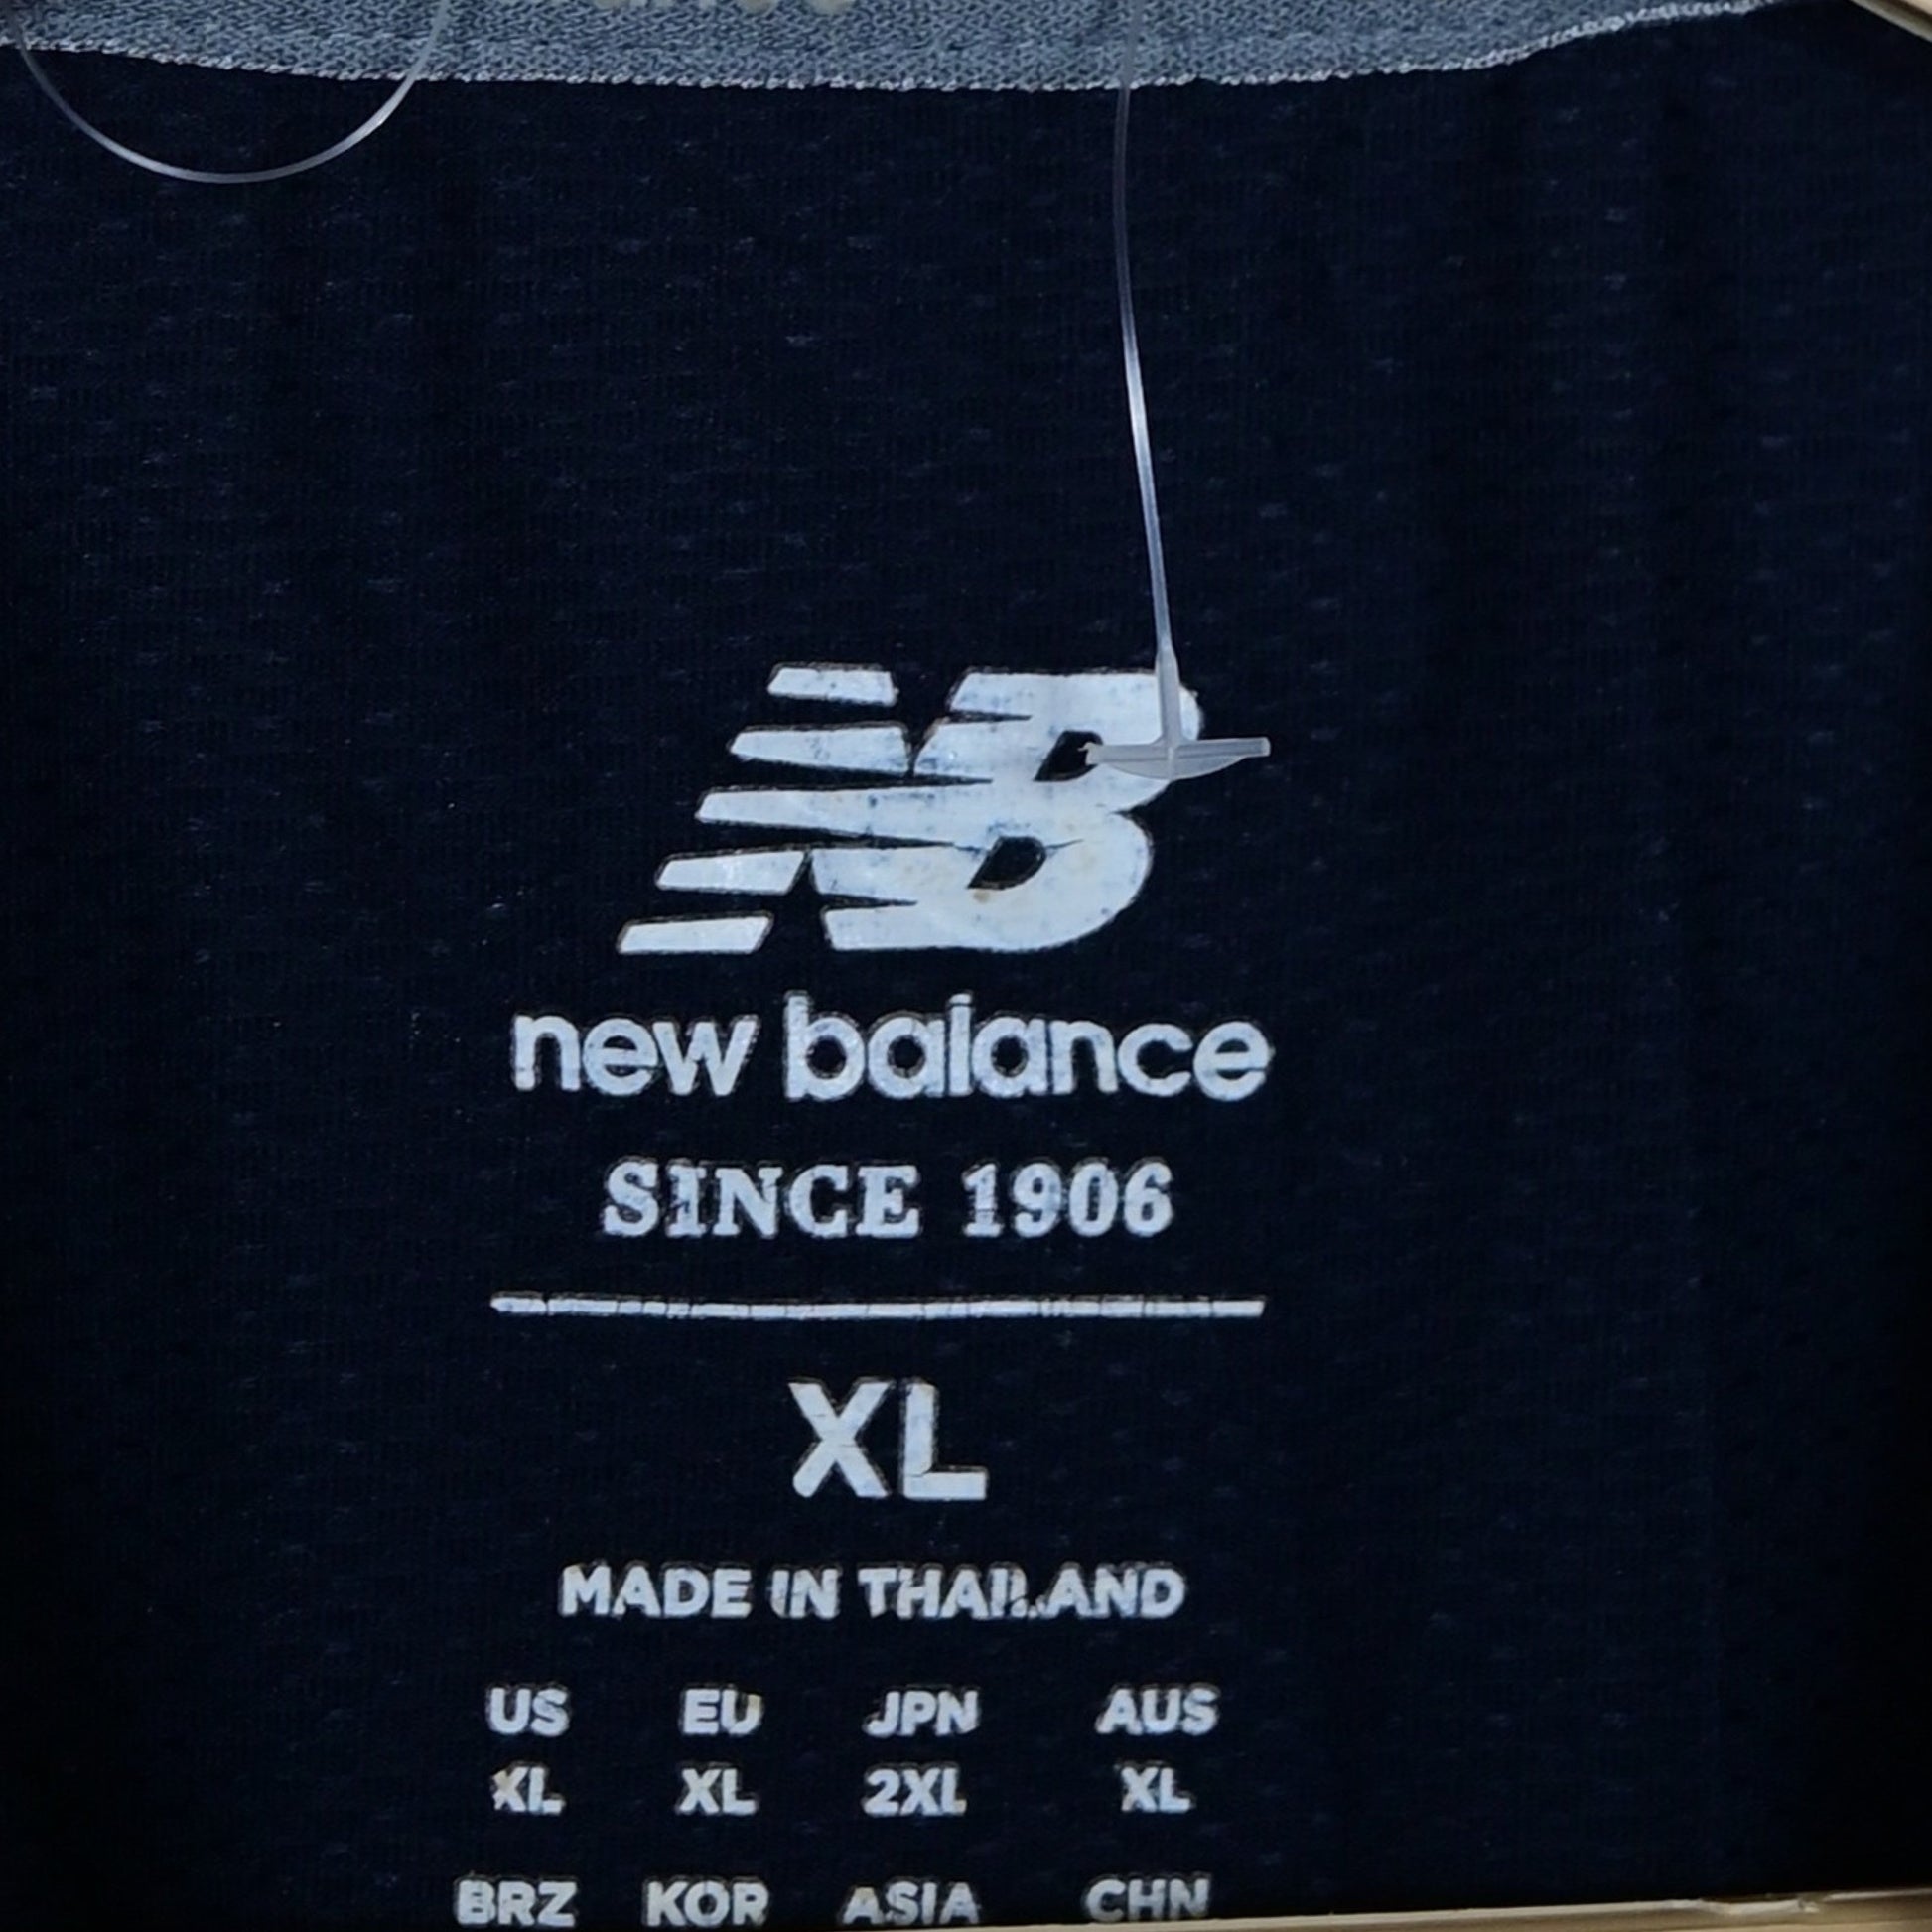 NB
new balance
SINCE 1906
XL
MADE IN THAILAND
US EU JPN AUS
XL XL 2XL XL
BRZ KOR ASIA CHN